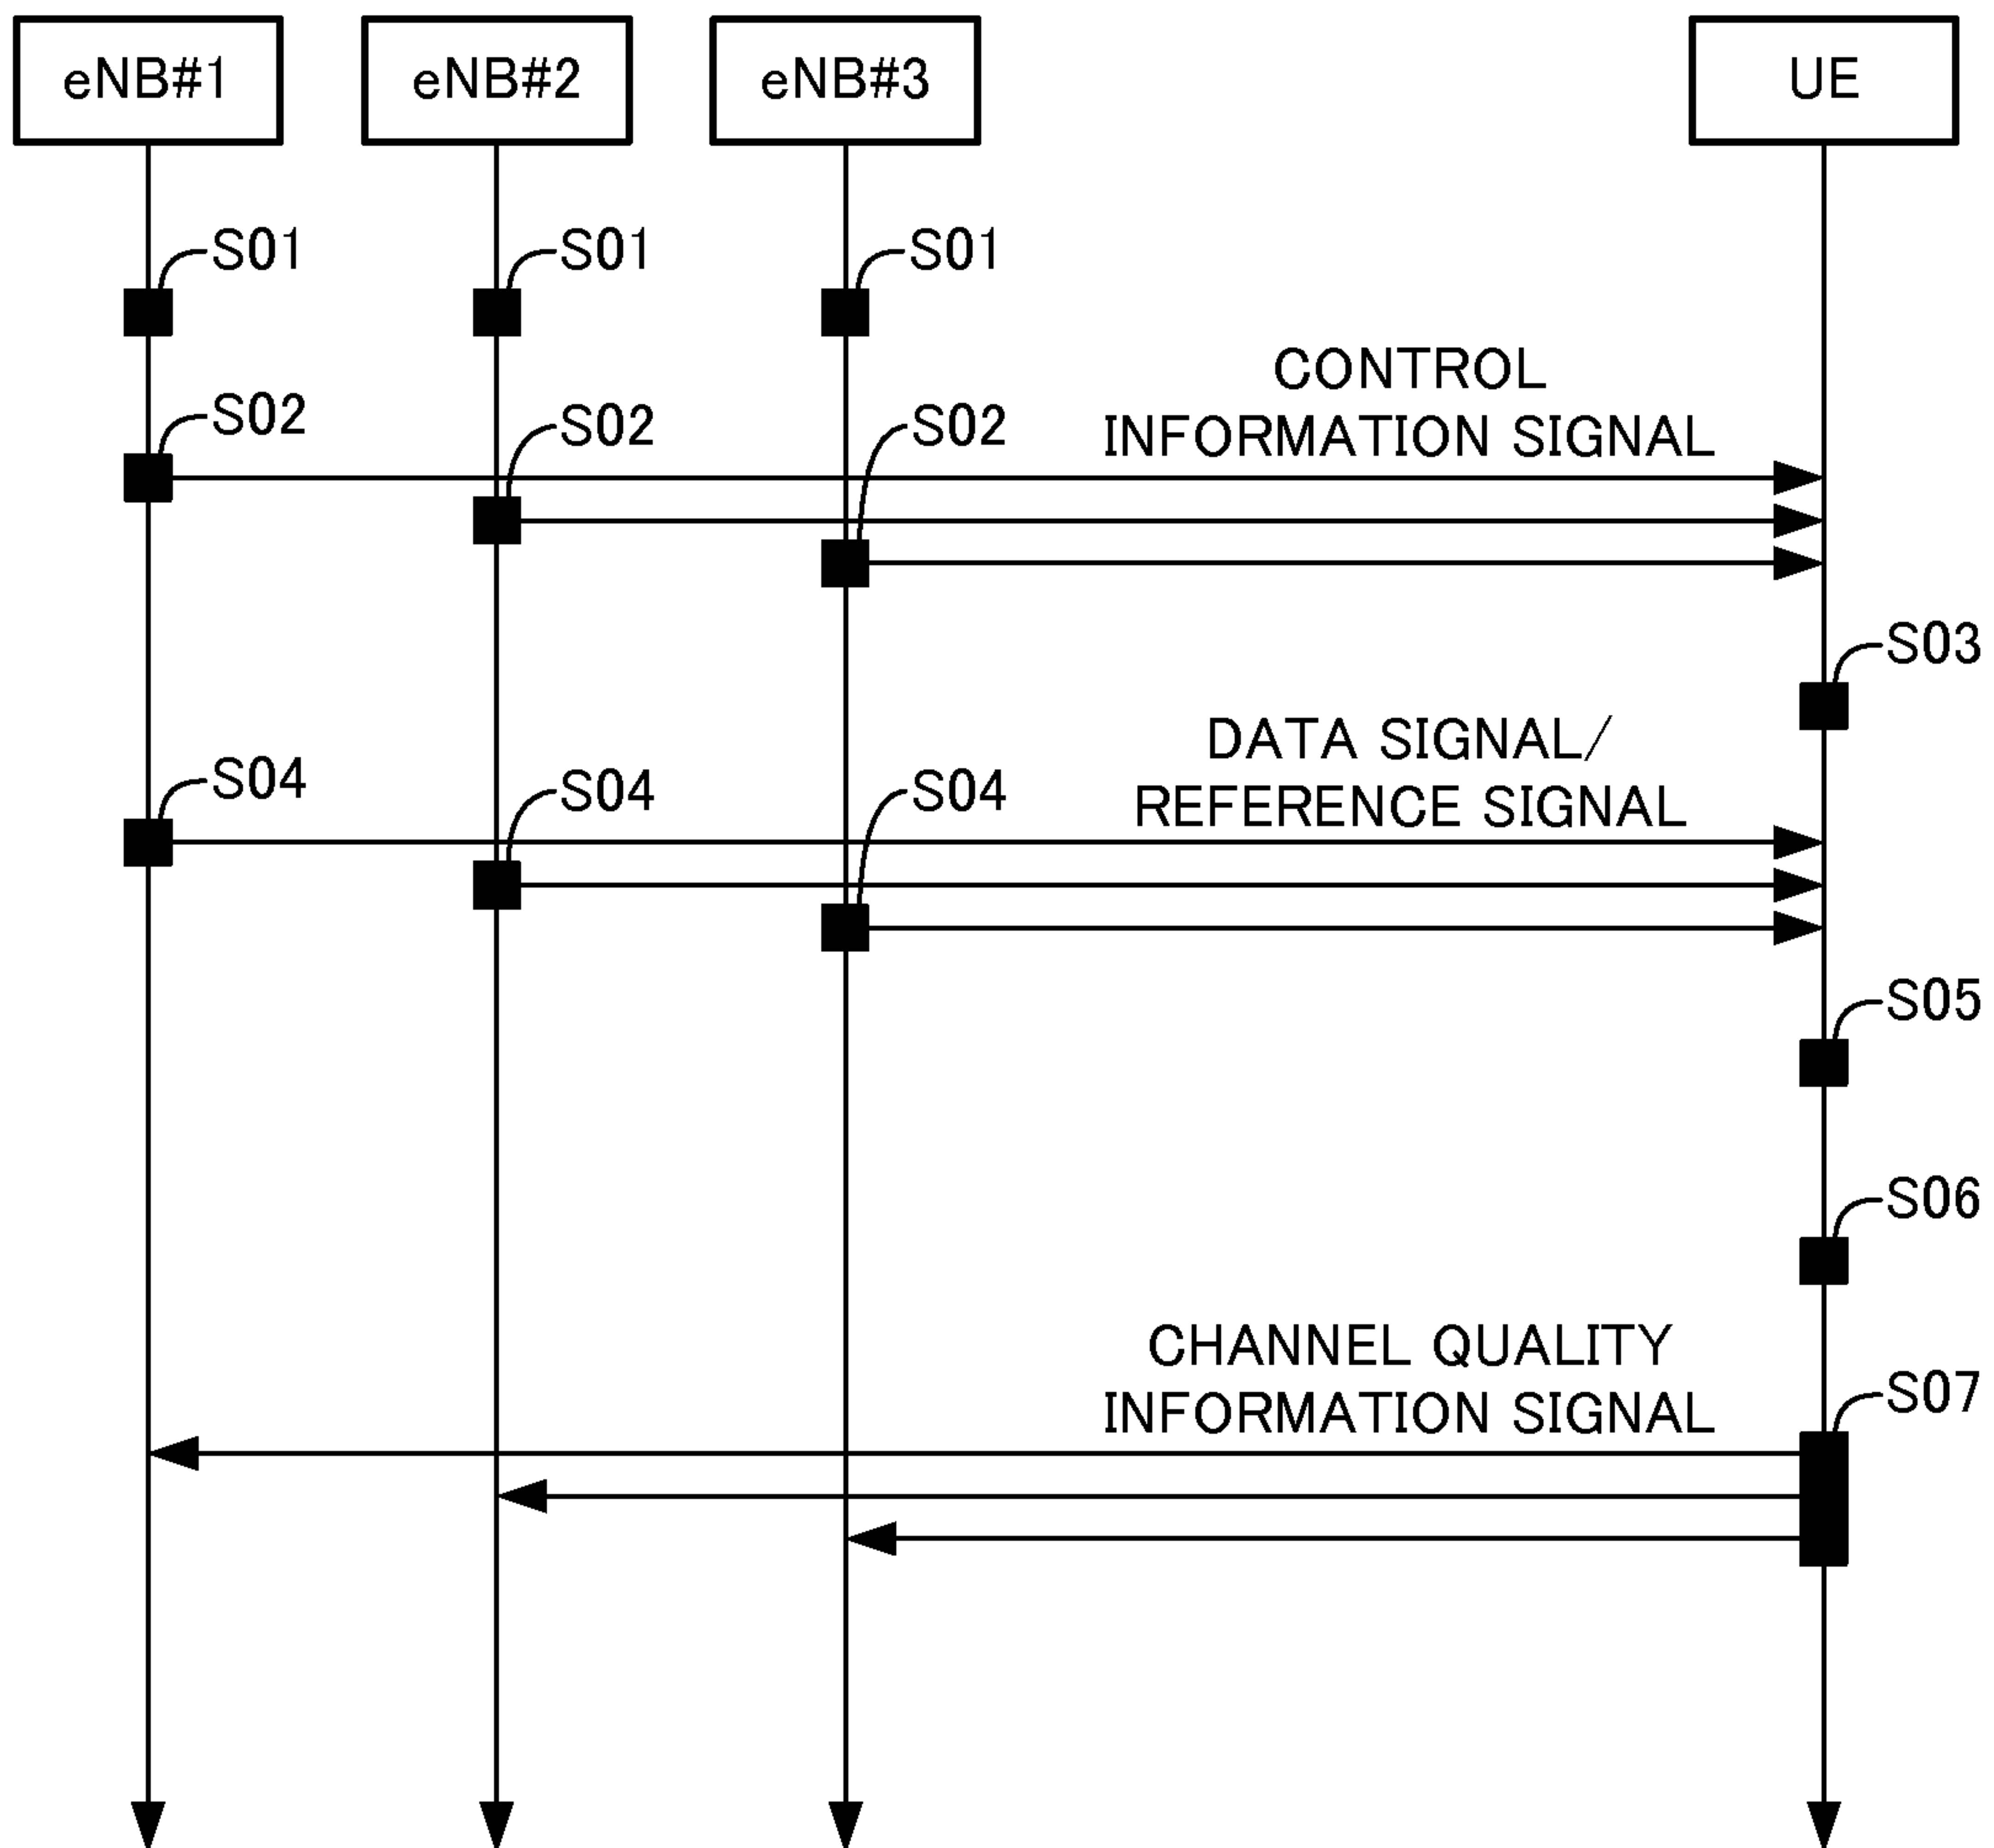 eNB#1 eNB#2 eNB#3 UE
S01 S01 S01
CONTROL
INFORMATION SIGNAL
S02 S02 S02
S03
DATA SIGNAL/
REFERENCE SIGNAL
S04 S04 S04
S05
S06
CHANNEL QUALITY
INFORMATION SIGNAL
S07